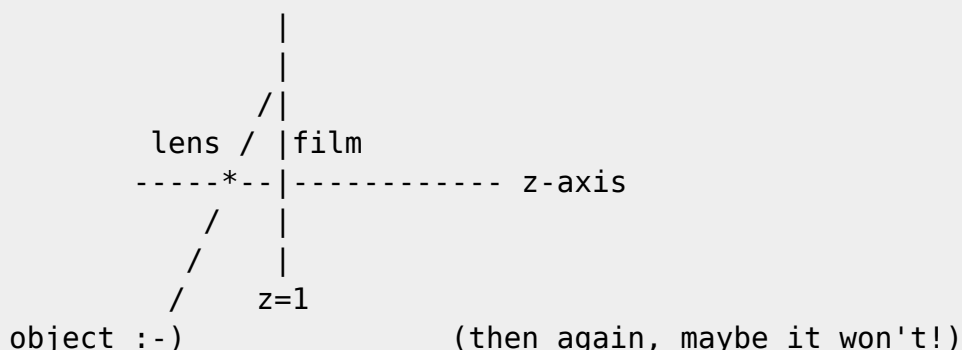 |
|
/|
lens / |film
-----*--|------------ z-axis
/ |
/ |
/ z=1
object :-) (then again, maybe it won't!)